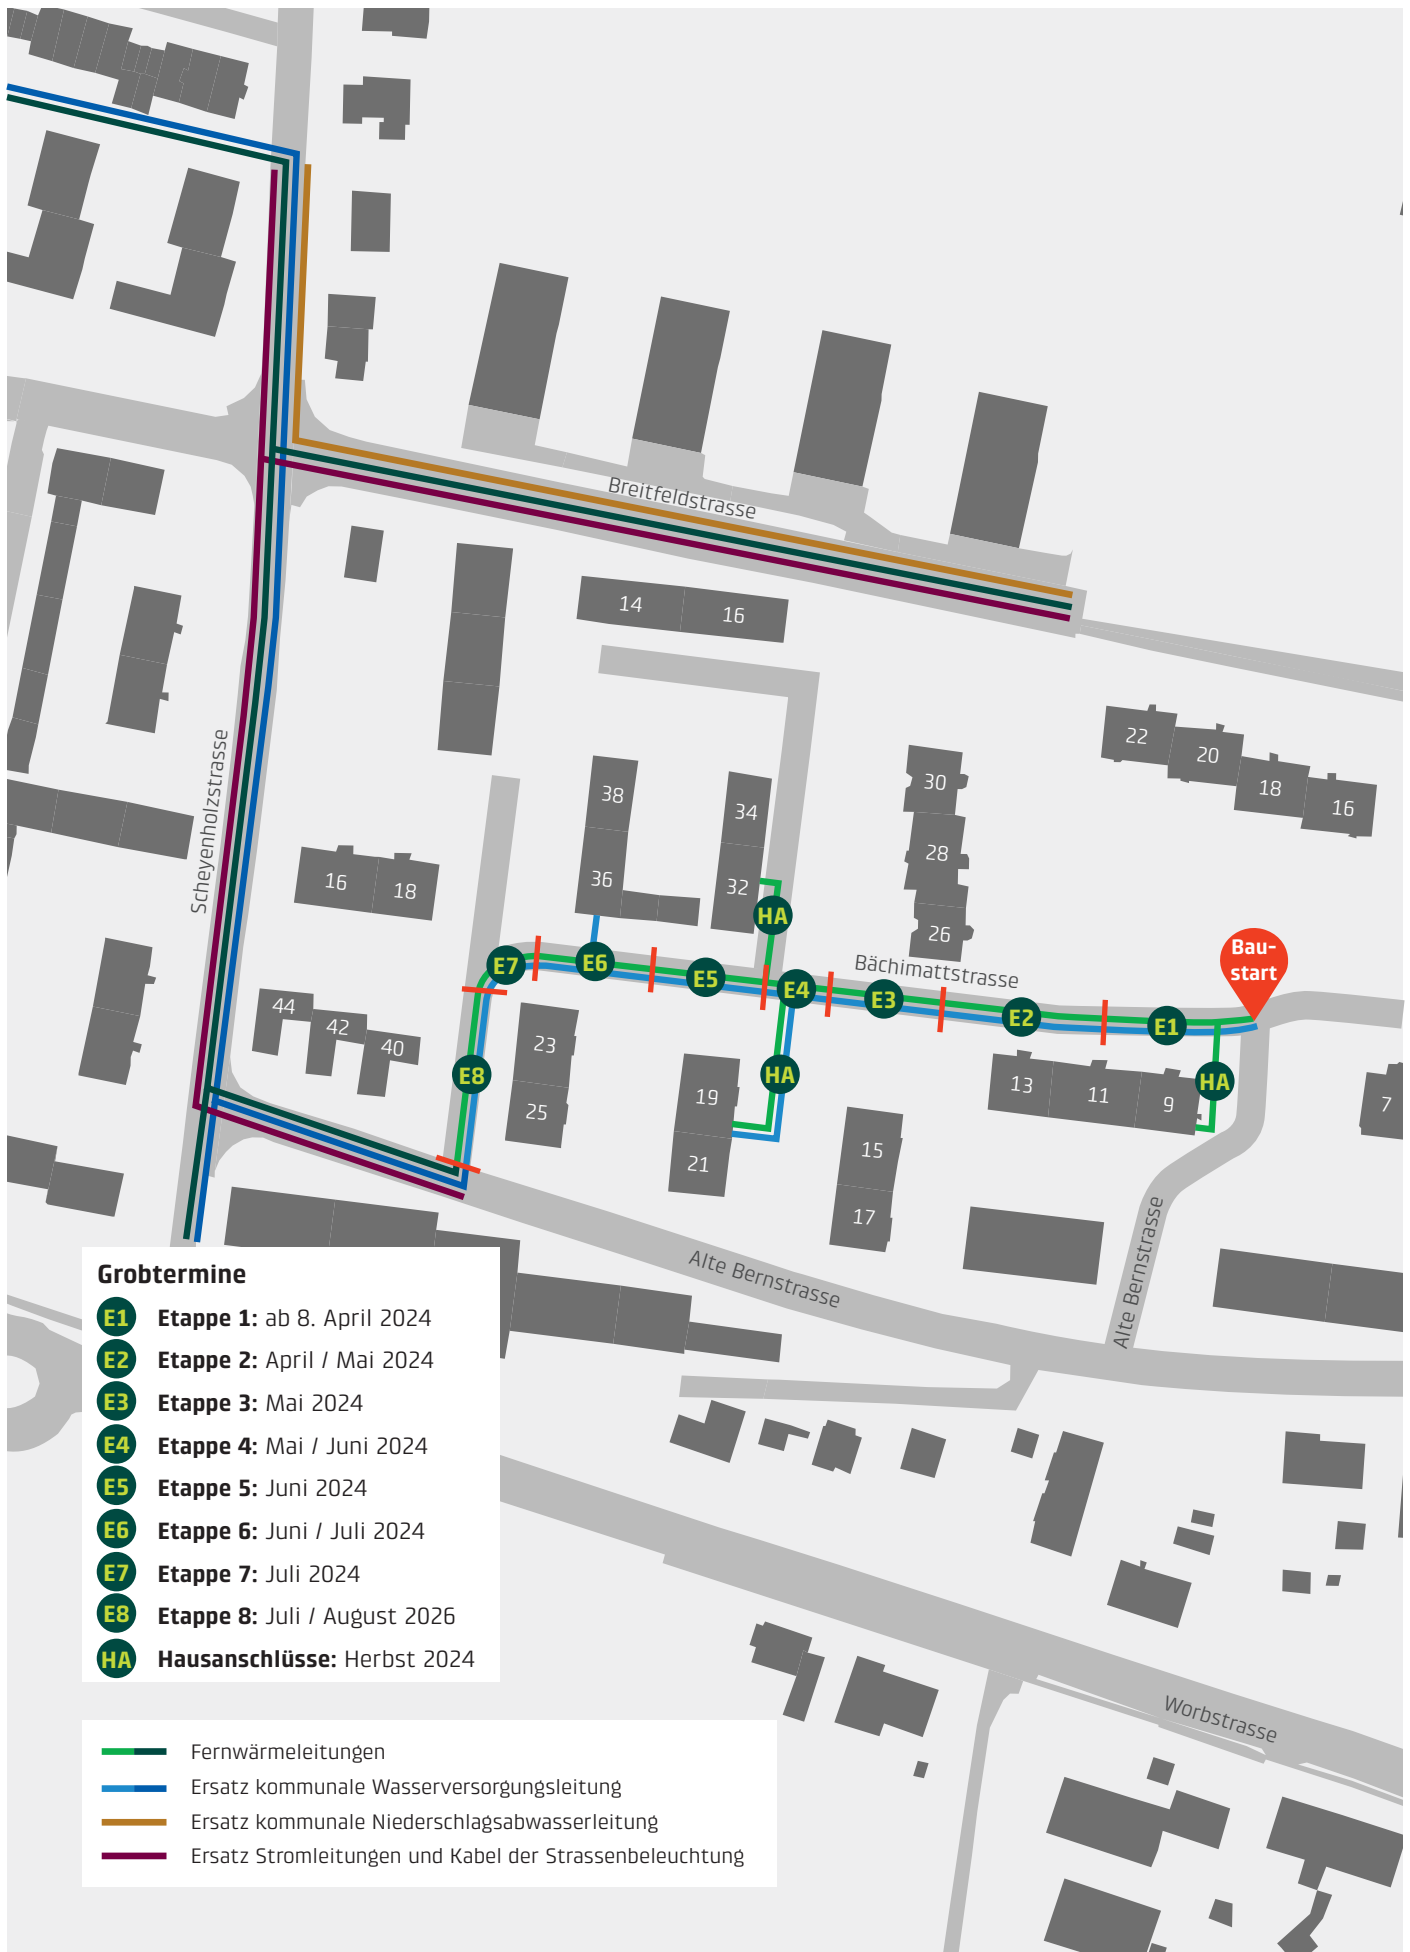 Breitfeldstrasse
14
16
22
20
18
16
Scheyenholzstrasse
38
34
30
36
32
28
26
16
18
HA
Bau-
start
Bächimattstrasse
E7
E6
E5
E4
E3
E2
E1
44
42
40
23
25
E8
19
21
HA
13
11
9
HA
7
15
17
Alte Bernstrasse
Alte Bernstrasse
Grobtermine
E1 Etappe 1: ab 8. April 2024
E2 Etappe 2: April / Mai 2024
E3 Etappe 3: Mai 2024
E4 Etappe 4: Mai / Juni 2024
E5 Etappe 5: Juni 2024
E6 Etappe 6: Juni / Juli 2024
E7 Etappe 7: Juli 2024
E8 Etappe 8: Juli / August 2026
HA Hausanschlüsse: Herbst 2024
Worbstrasse
Fernwärmeleitungen
Ersatz kommunale Wasserversorgungsleitung
Ersatz kommunale Niederschlagsabwasserleitung
Ersatz Stromleitungen und Kabel der Strassenbeleuchtung